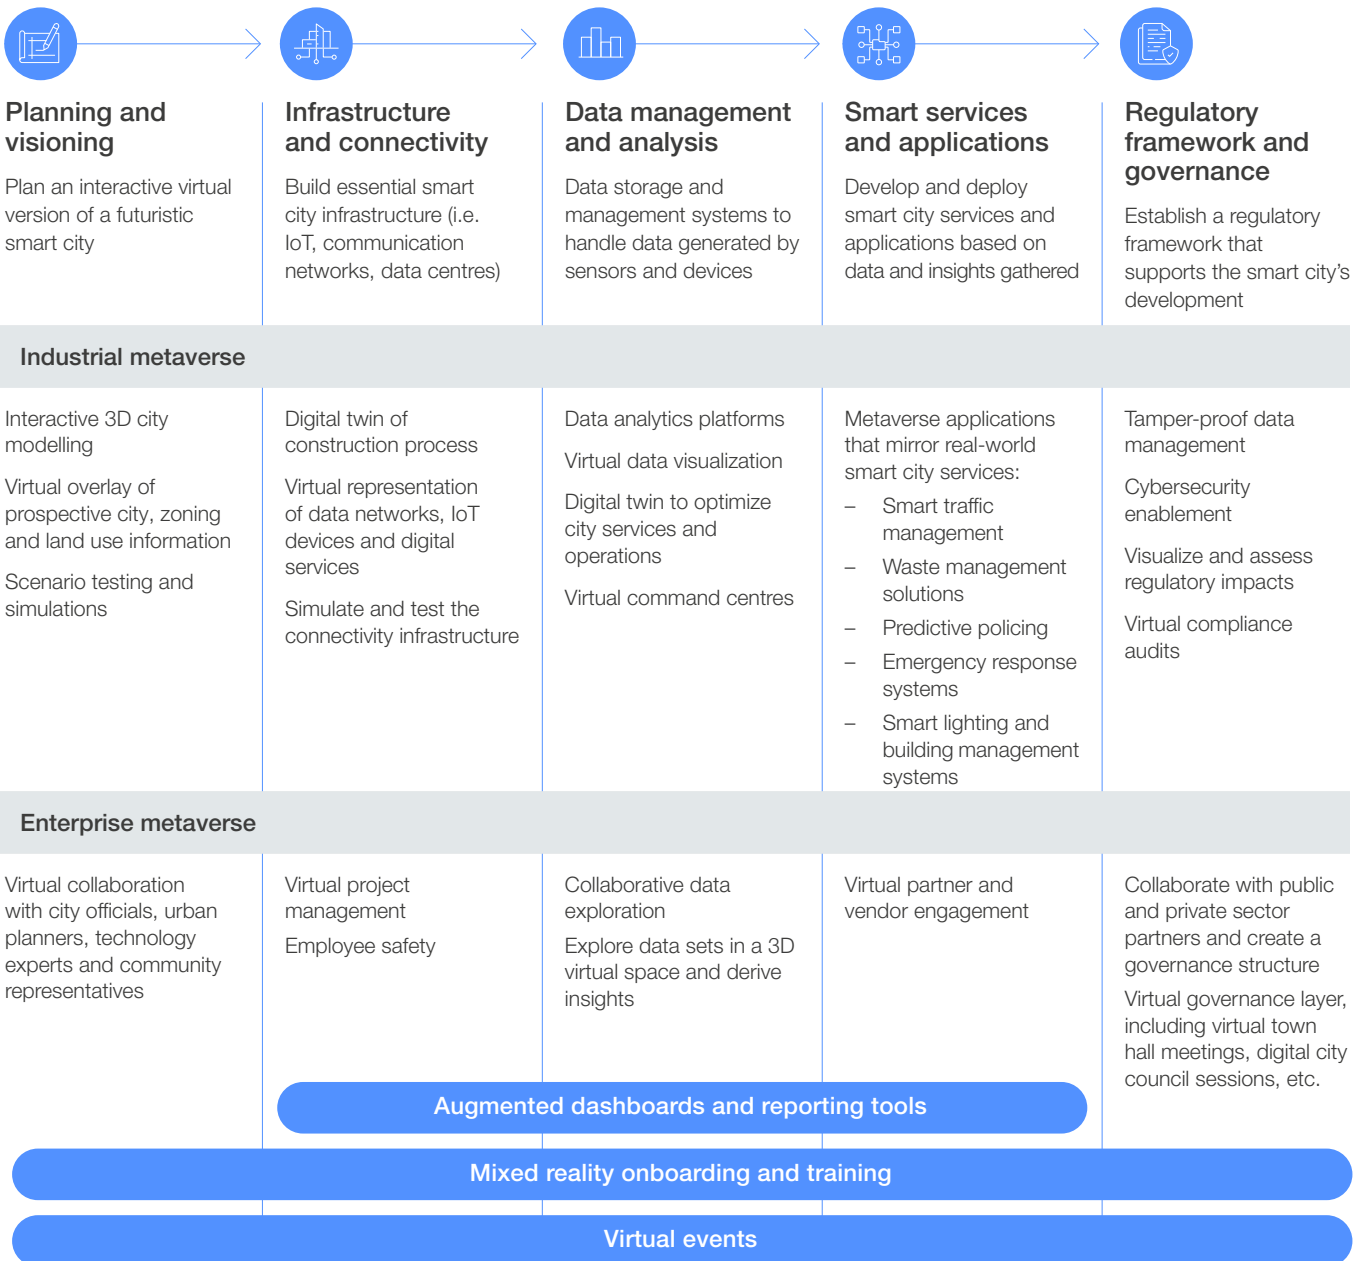 Planning and
visioning
Plan an interactive virtual
version of a futuristic
smart city
Infrastructure
and connectivity
Build essential smart
city infrastructure (i.e.
IoT, communication
networks, data centres)
Data management
and analysis
Data storage and
management systems to
handle data generated by
sensors and devices
Smart services
and applications
Develop and deploy
smart city services and
applications based on
data and insights gathered
Regulatory
framework and
governance
Establish a regulatory
framework that
supports the smart city's
development
Industrial metaverse
Interactive 3D city
modelling
Virtual overlay of
prospective city, zoning
and land use information
Scenario testing and
simulations
Digital twin of
construction process
Virtual representation
of data networks, IoT
devices and digital
services
Simulate and test the
connectivity infrastructure
Data analytics platforms
Virtual data visualization
Digital twin to optimize
city services and
operations
Virtual command centres
Metaverse applications
that mirror real-world
smart city services:
– Smart traffic
management
– Waste management
solutions
– Predictive policing
– Emergency response
systems
– Smart lighting and
building management
systems
Tamper-proof data
management
Cybersecurity
enablement
Visualize and assess
regulatory impacts
Virtual compliance
audits
Enterprise metaverse
Virtual collaboration
with city officials, urban
planners, technology
experts and community
representatives
Virtual project
management
Employee safety
Collaborative data
exploration
Explore data sets in a 3D
virtual space and derive
insights
Virtual partner and
vendor engagement
Collaborate with public
and private sector
partners and create a
governance structure
Virtual governance layer,
including virtual town
hall meetings, digital city
council sessions, etc.
Augmented dashboards and reporting tools
Mixed reality onboarding and training
Virtual events